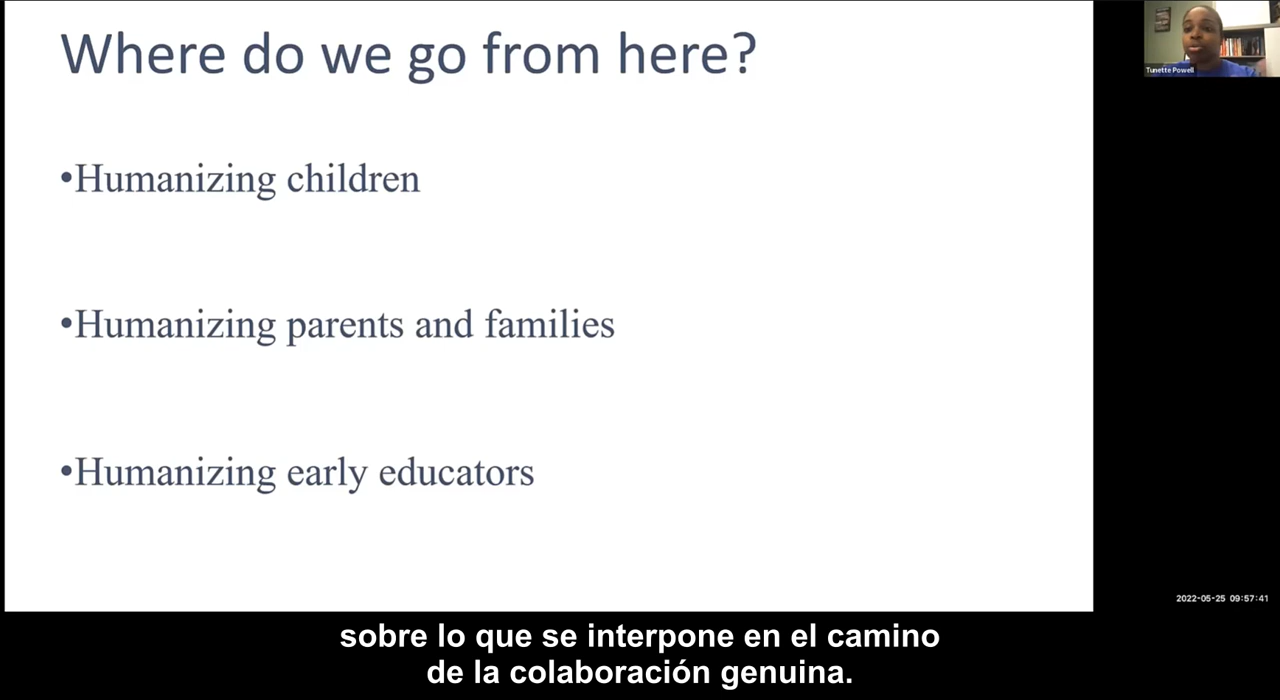 Where do we go from here?
Tunette Powell
•Humanizing children
•Humanizing parents and families
•Humanizing early educators
2022-05-25 09:57:41
sobre lo que se interpone en el camino
de la colaboración genuina.